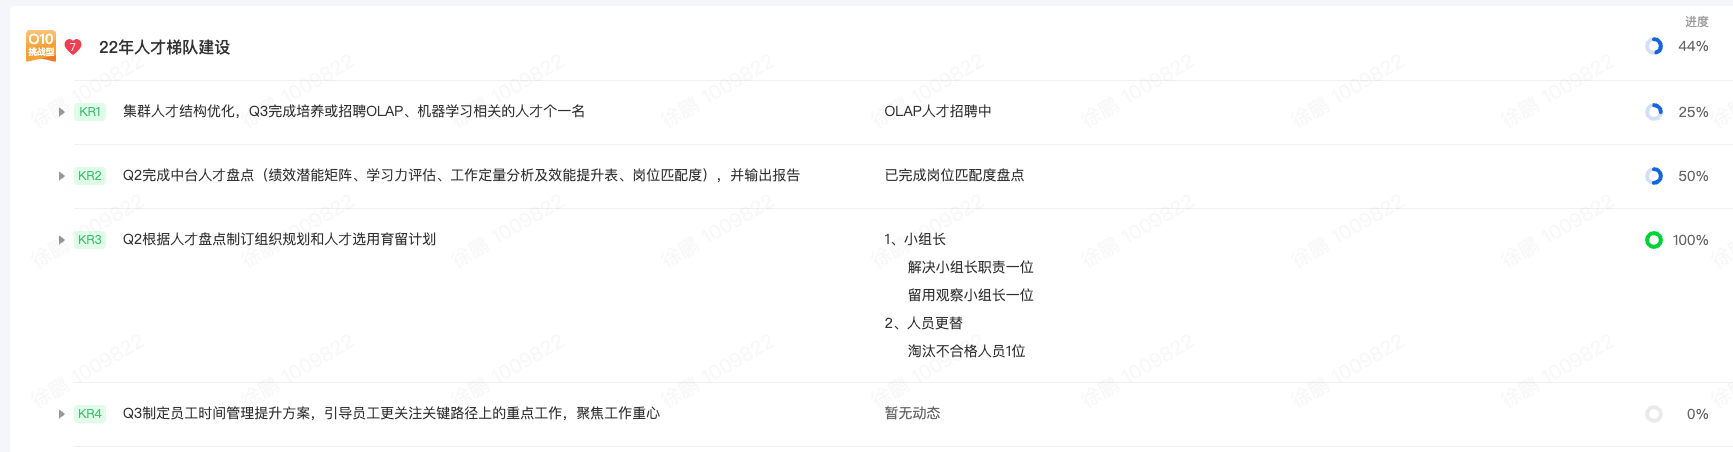 进度
O10
挑战型
7
22年人才梯队建设
44%
KR1 集群人才结构优化，Q3完成培养或招聘OLAP、机器学习相关的人才个一名 OLAP人才招聘中 25%
KR2 Q2完成中台人才盘点（绩效潜能矩阵、学习力评估、工作定量分析及效能提升表、岗位匹配度），并输出报告 已完成岗位匹配度盘点 50%
KR3 Q2根据人才盘点制订组织规划和人才选用育留计划 1、小组长 100%
解决小组长职责一位
留用观察小组长一位
2、人员更替
淘汰不合格人员1位
KR4 Q3制定员工时间管理提升方案，引导员工更关注关键路径上的重点工作，聚焦工作重心 暂无动态 0%
徐鹏 1009822